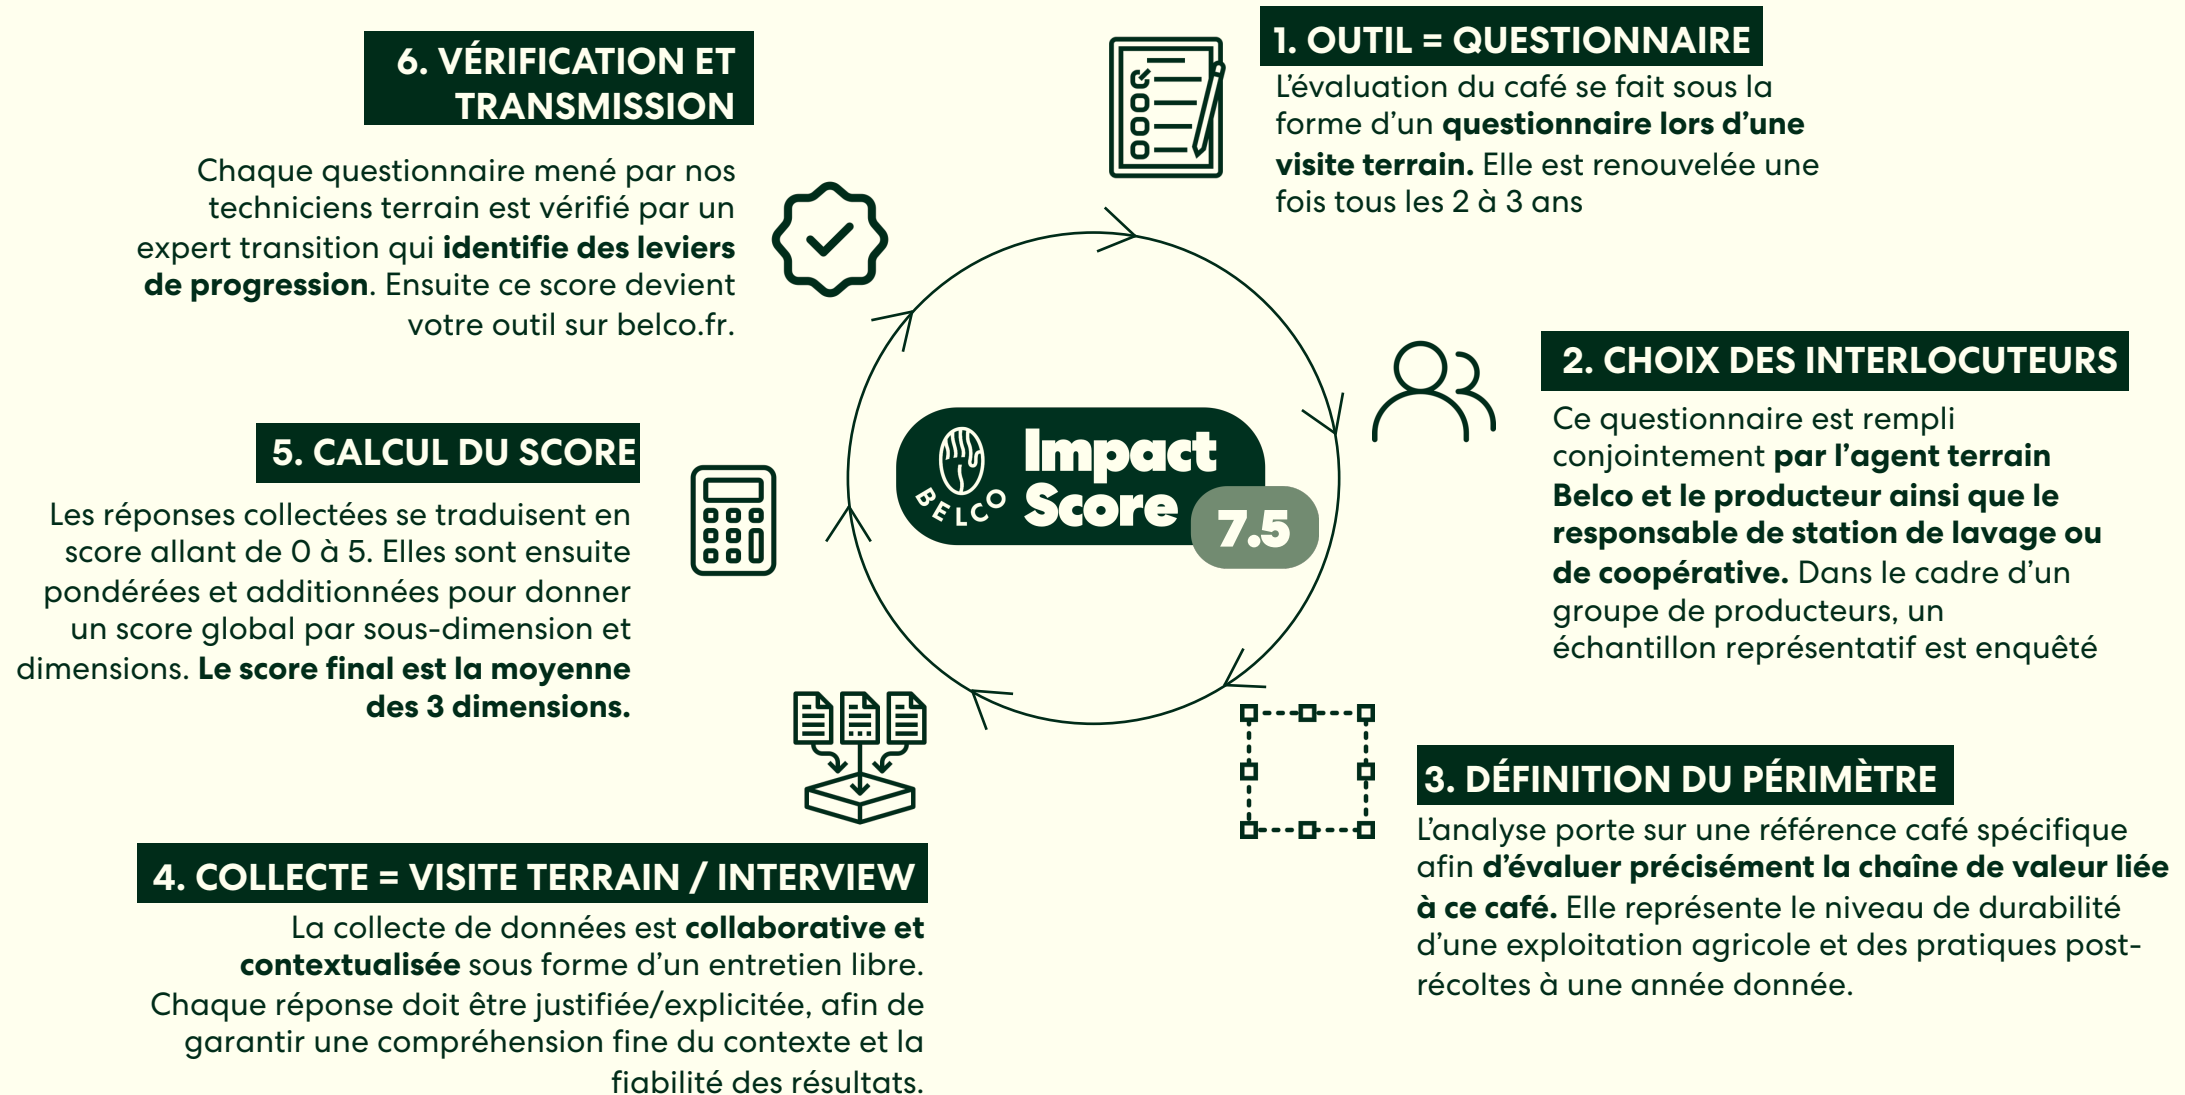 1. OUTIL = QUESTIONNAIRE
L'évaluation du café se fait sous la
forme d'un questionnaire lors d'une
visite terrain. Elle est renouvelée une
fois tous les 2 à 3 ans
2. CHOIX DES INTERLOCUTEURS
Ce questionnaire est rempli
conjointement par l'agent terrain
Belco et le producteur ainsi que le
responsable de station de lavage ou
de coopérative. Dans le cadre d'un
groupe de producteurs, un
échantillon représentatif est enquêté
3. DÉFINITION DU PÉRIMÈTRE
L'analyse porte sur une référence café spécifique
afin d'évaluer précisément la chaîne de valeur liée
à ce café. Elle représente le niveau de durabilité
d'une exploitation agricole et des pratiques post-
récoltes à une année donnée.
4. COLLECTE = VISITE TERRAIN / INTERVIEW
La collecte de données est collaborative et
contextualisée sous forme d'un entretien libre.
Chaque réponse doit être justifiée/explicitée, afin de
garantir une compréhension fine du contexte et la
fiabilité des résultats.
5. CALCUL DU SCORE
Les réponses collectées se traduisent en
score allant de 0 à 5. Elles sont ensuite
pondérées et additionnées pour donner
un score global par sous-dimension et
dimensions. Le score final est la moyenne
des 3 dimensions.
6. VÉRIFICATION ET
TRANSMISSION
Chaque questionnaire mené par nos
techniciens terrain est vérifié par un
expert transition qui identifie des leviers
de progression. Ensuite ce score devient
votre outil sur belco.fr.
BELCO
Impact
Score
7.5